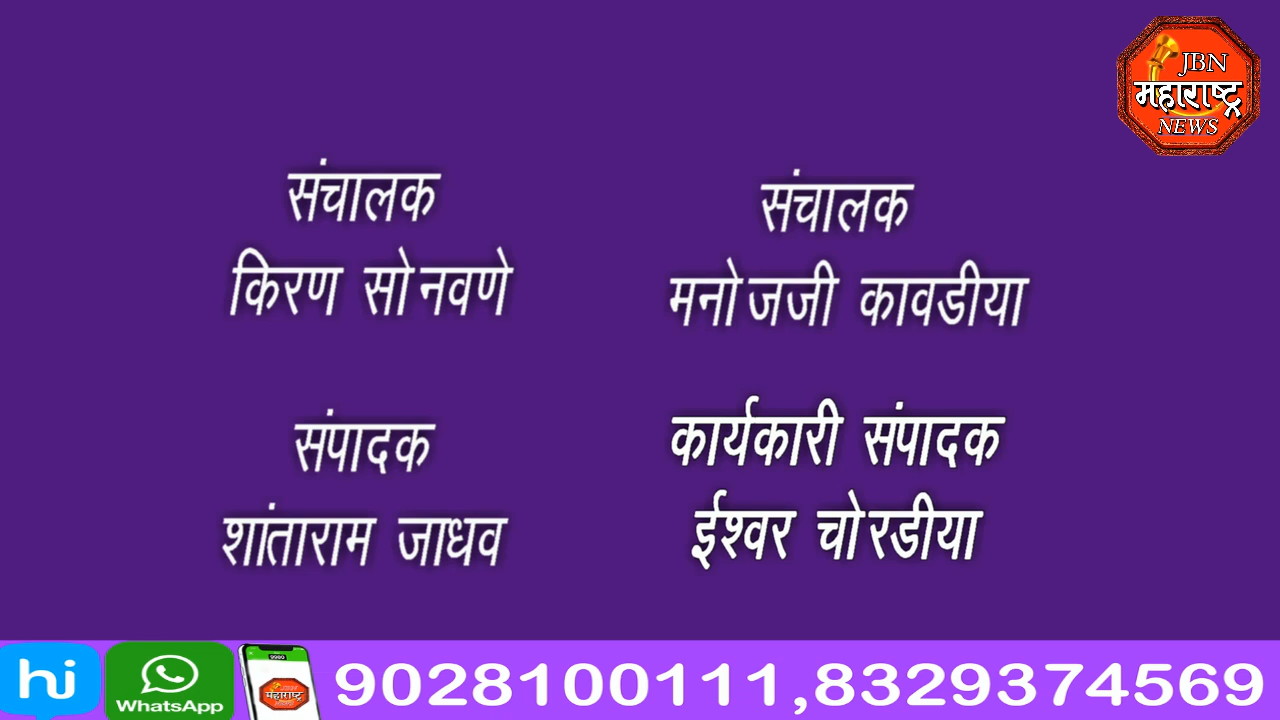 JBN
महाराष्ट्र
NEWS
संचालक
किरण सोनवणे
संचालक
मनोजजी कावडीया
संपादक
शांताराम जाधव
कार्यकारी संपादक
ईश्वर चोरडीया
hi
WhatsApp
महाराष्ट्र
9028100111,8329374569